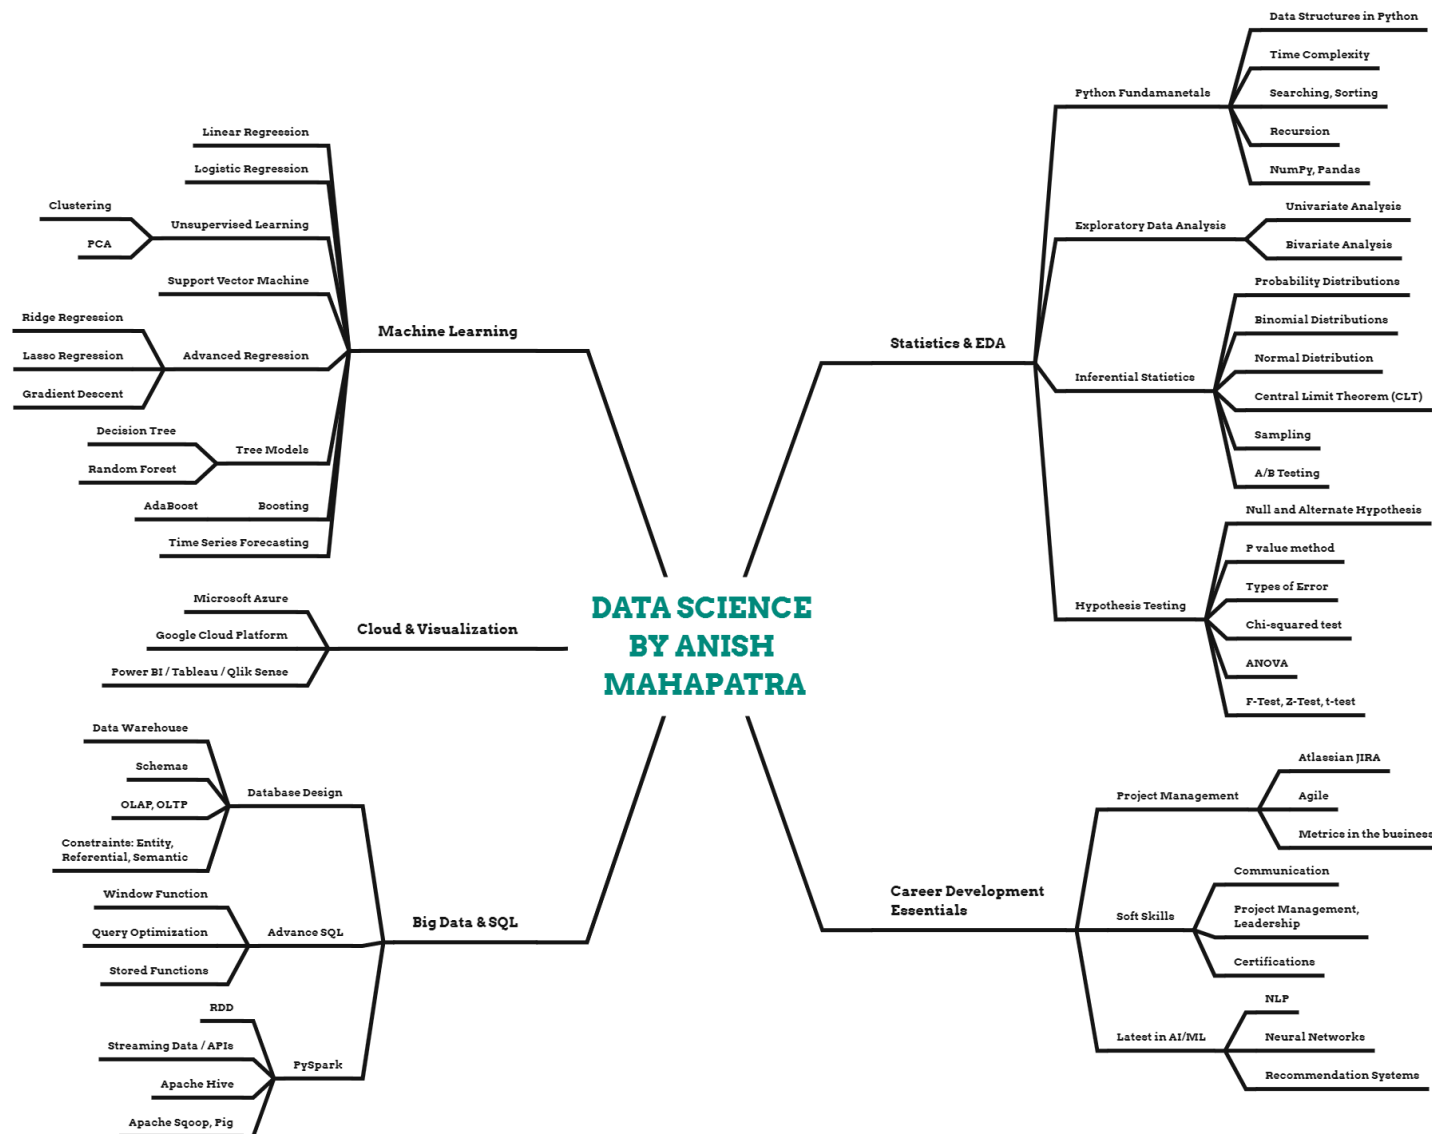 DATA SCIENCE
BY ANISH
MAHAPATRA
Machine Learning
Linear Regression
Logistic Regression
Unsupervised Learning
Clustering
PCA
Support Vector Machine
Advanced Regression
Ridge Regression
Lasso Regression
Gradient Descent
Tree Models
Decision Tree
Random Forest
Boosting
AdaBoost
Time Series Forecasting
Cloud & Visualization
Microsoft Azure
Google Cloud Platform
Power BI / Tableau / Qlik Sense
Big Data & SQL
Database Design
Data Warehouse
Schemas
OLAP, OLTP
Constraints: Entity,
Referential, Semantic
Advance SQL
Window Function
Query Optimization
Stored Functions
PySpark
RDD
Streaming Data / APIs
Apache Hive
Apache Sqoop, Pig
Statistics & EDA
Python Fundamanetals
Data Structures in Python
Time Complexity
Searching, Sorting
Recursion
NumPy, Pandas
Exploratory Data Analysis
Univariate Analysis
Bivariate Analysis
Inferential Statistics
Probability Distributions
Binomial Distributions
Normal Distribution
Central Limit Theorem (CLT)
Sampling
A/B Testing
Hypothesis Testing
Null and Alternate Hypothesis
P value method
Types of Error
Chi-squared test
ANOVA
F-Test, Z-Test, t-test
Career Development
Essentials
Project Management
Atlassian JIRA
Agile
Metrics in the business
Soft Skills
Communication
Project Management,
Leadership
Certifications
Latest in AI/ML
NLP
Neural Networks
Recommendation Systems